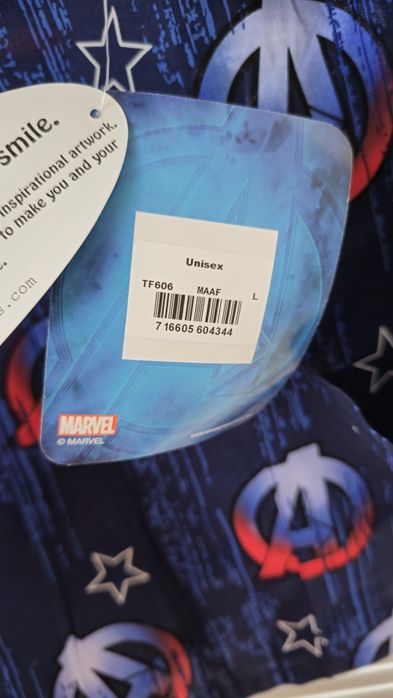 smile.
inspirational artwork.
to make you and your
s.com
Unisex
TF606 MAAF L
7 16605 604344
MARVEL
© MARVEL